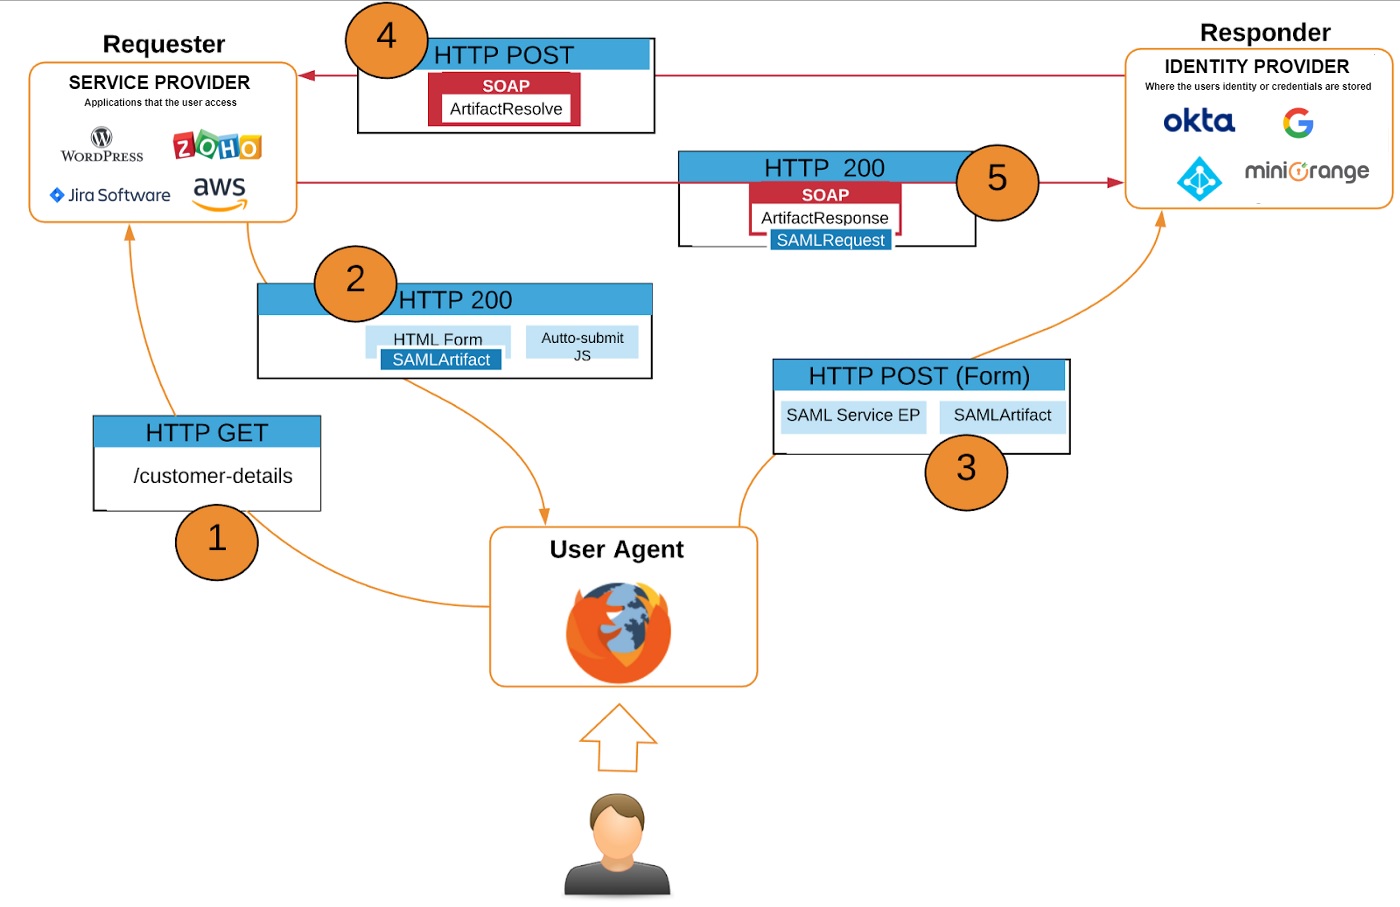 Requester
SERVICE PROVIDER
Applications that the user access
W
WORDPRESS
ZOHO
Jira Software
aws
4
HTTP POST
SOAP
ArtifactResolve
Responder
IDENTITY PROVIDER
Where the users identity or credentials are stored
okta
G
miniOrange
HTTP 200
5
SOAP
ArtifactResponse
SAMLRequest
2
HTTP 200
HTML Form
SAMLArtifact
Autto-submit
JS
HTTP POST (Form)
SAML Service EP
SAMLArtifact
3
HTTP GET
/customer-details
1
User Agent